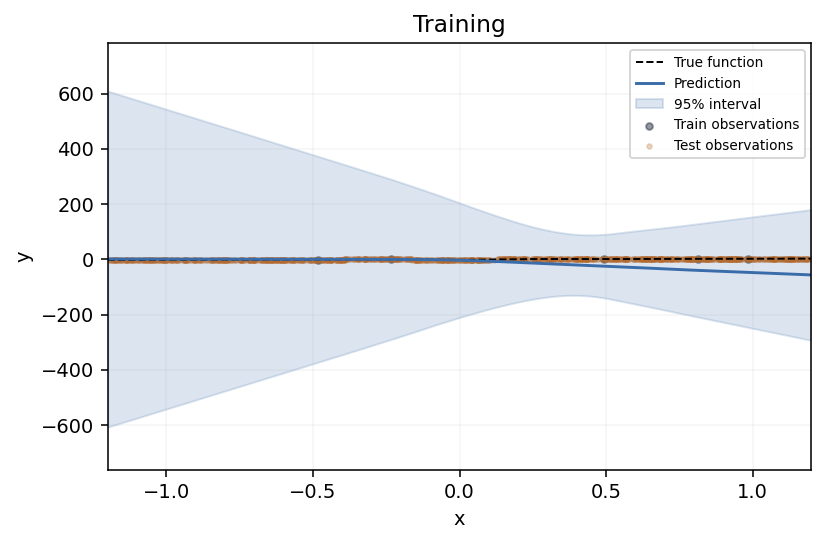 Training
True function
Prediction
95% interval
Train observations
Test observations
600
400
200
0
−200
−400
−600
y
−1.0
−0.5
0.0
0.5
1.0
x